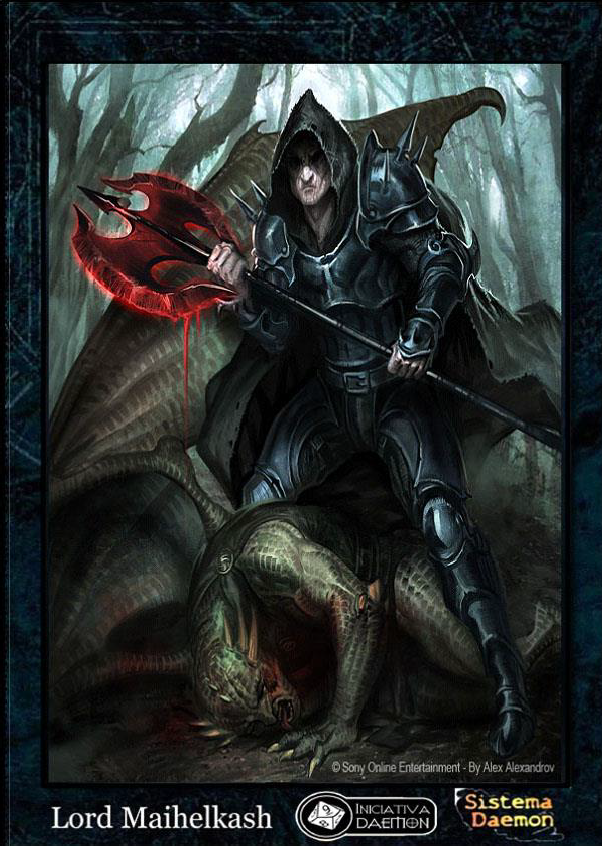 © Sony Online Entertainment - By Alex Alexandrov
Lord Maihelkash
INICIATIVA
DAEMON
Sistema
Daemon